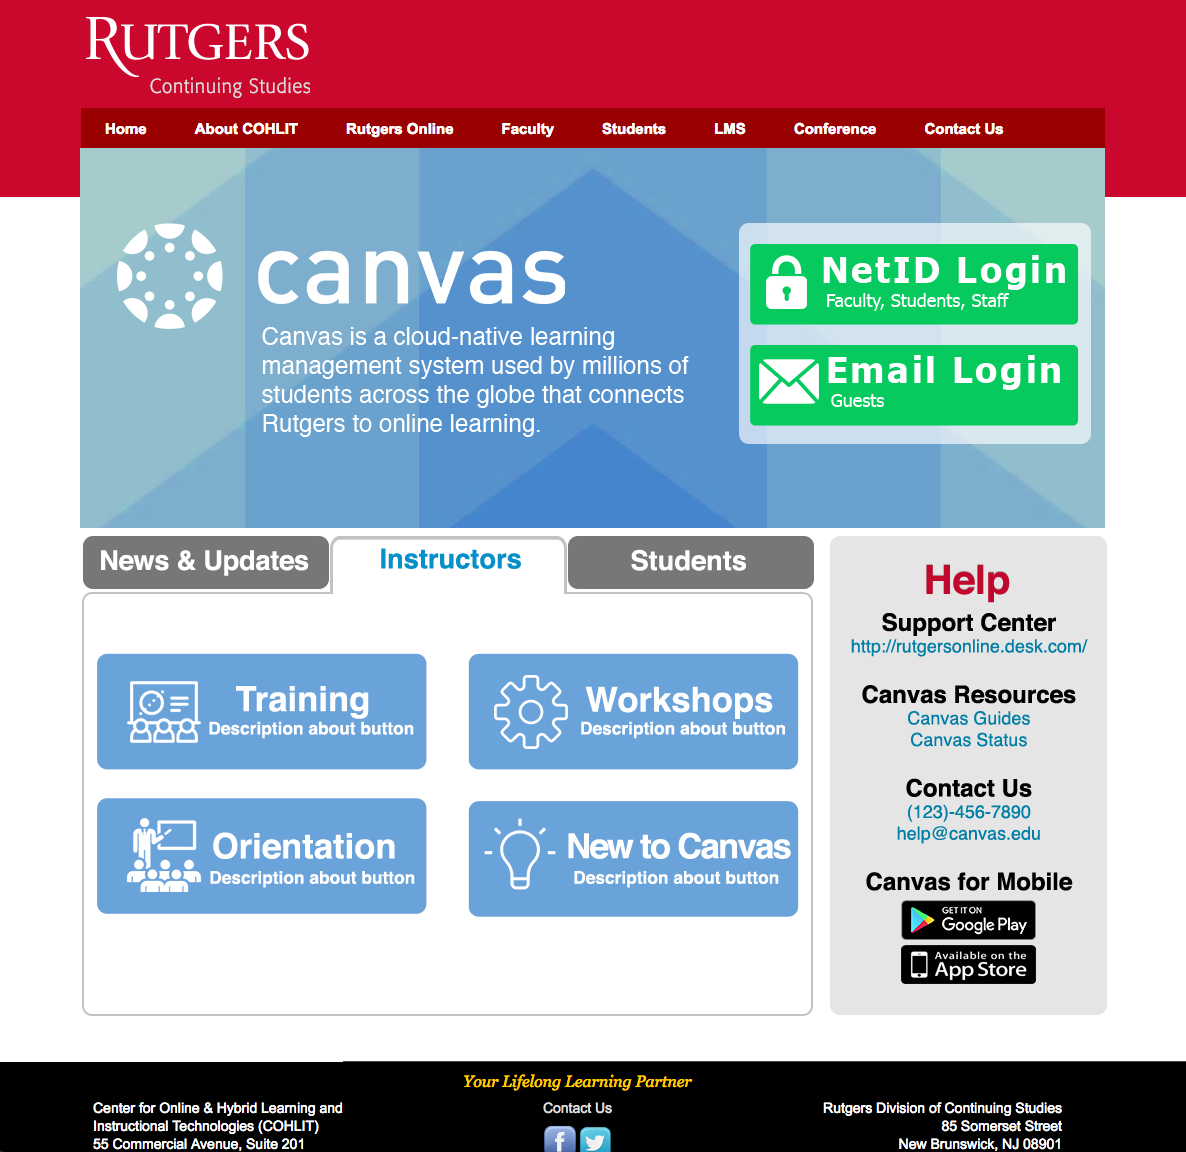 RUTGERS
Continuing Studies
Home About COHLIT Rutgers Online Faculty Students LMS Conference Contact Us
canvas
Canvas is a cloud-native learning
management system used by millions of
students across the globe that connects
Rutgers to online learning.
NetID Login
Faculty, Students, Staff
Email Login
Guests
News & Updates Instructors Students
Training
Description about button
Workshops
Description about button
Orientation
Description about button
New to Canvas
Description about button
Help
Support Center
http://rutgersonline.desk.com/
Canvas Resources
Canvas Guides
Canvas Status
Contact Us
(123)-456-7890
help@canvas.edu
Canvas for Mobile
GET IT ON
Google Play
Available on the
App Store
Your Lifelong Learning Partner
Center for Online & Hybrid Learning and
Instructional Technologies (COHLIT)
55 Commercial Avenue, Suite 201
Contact Us
Rutgers Division of Continuing Studies
85 Somerset Street
New Brunswick, NJ 08901